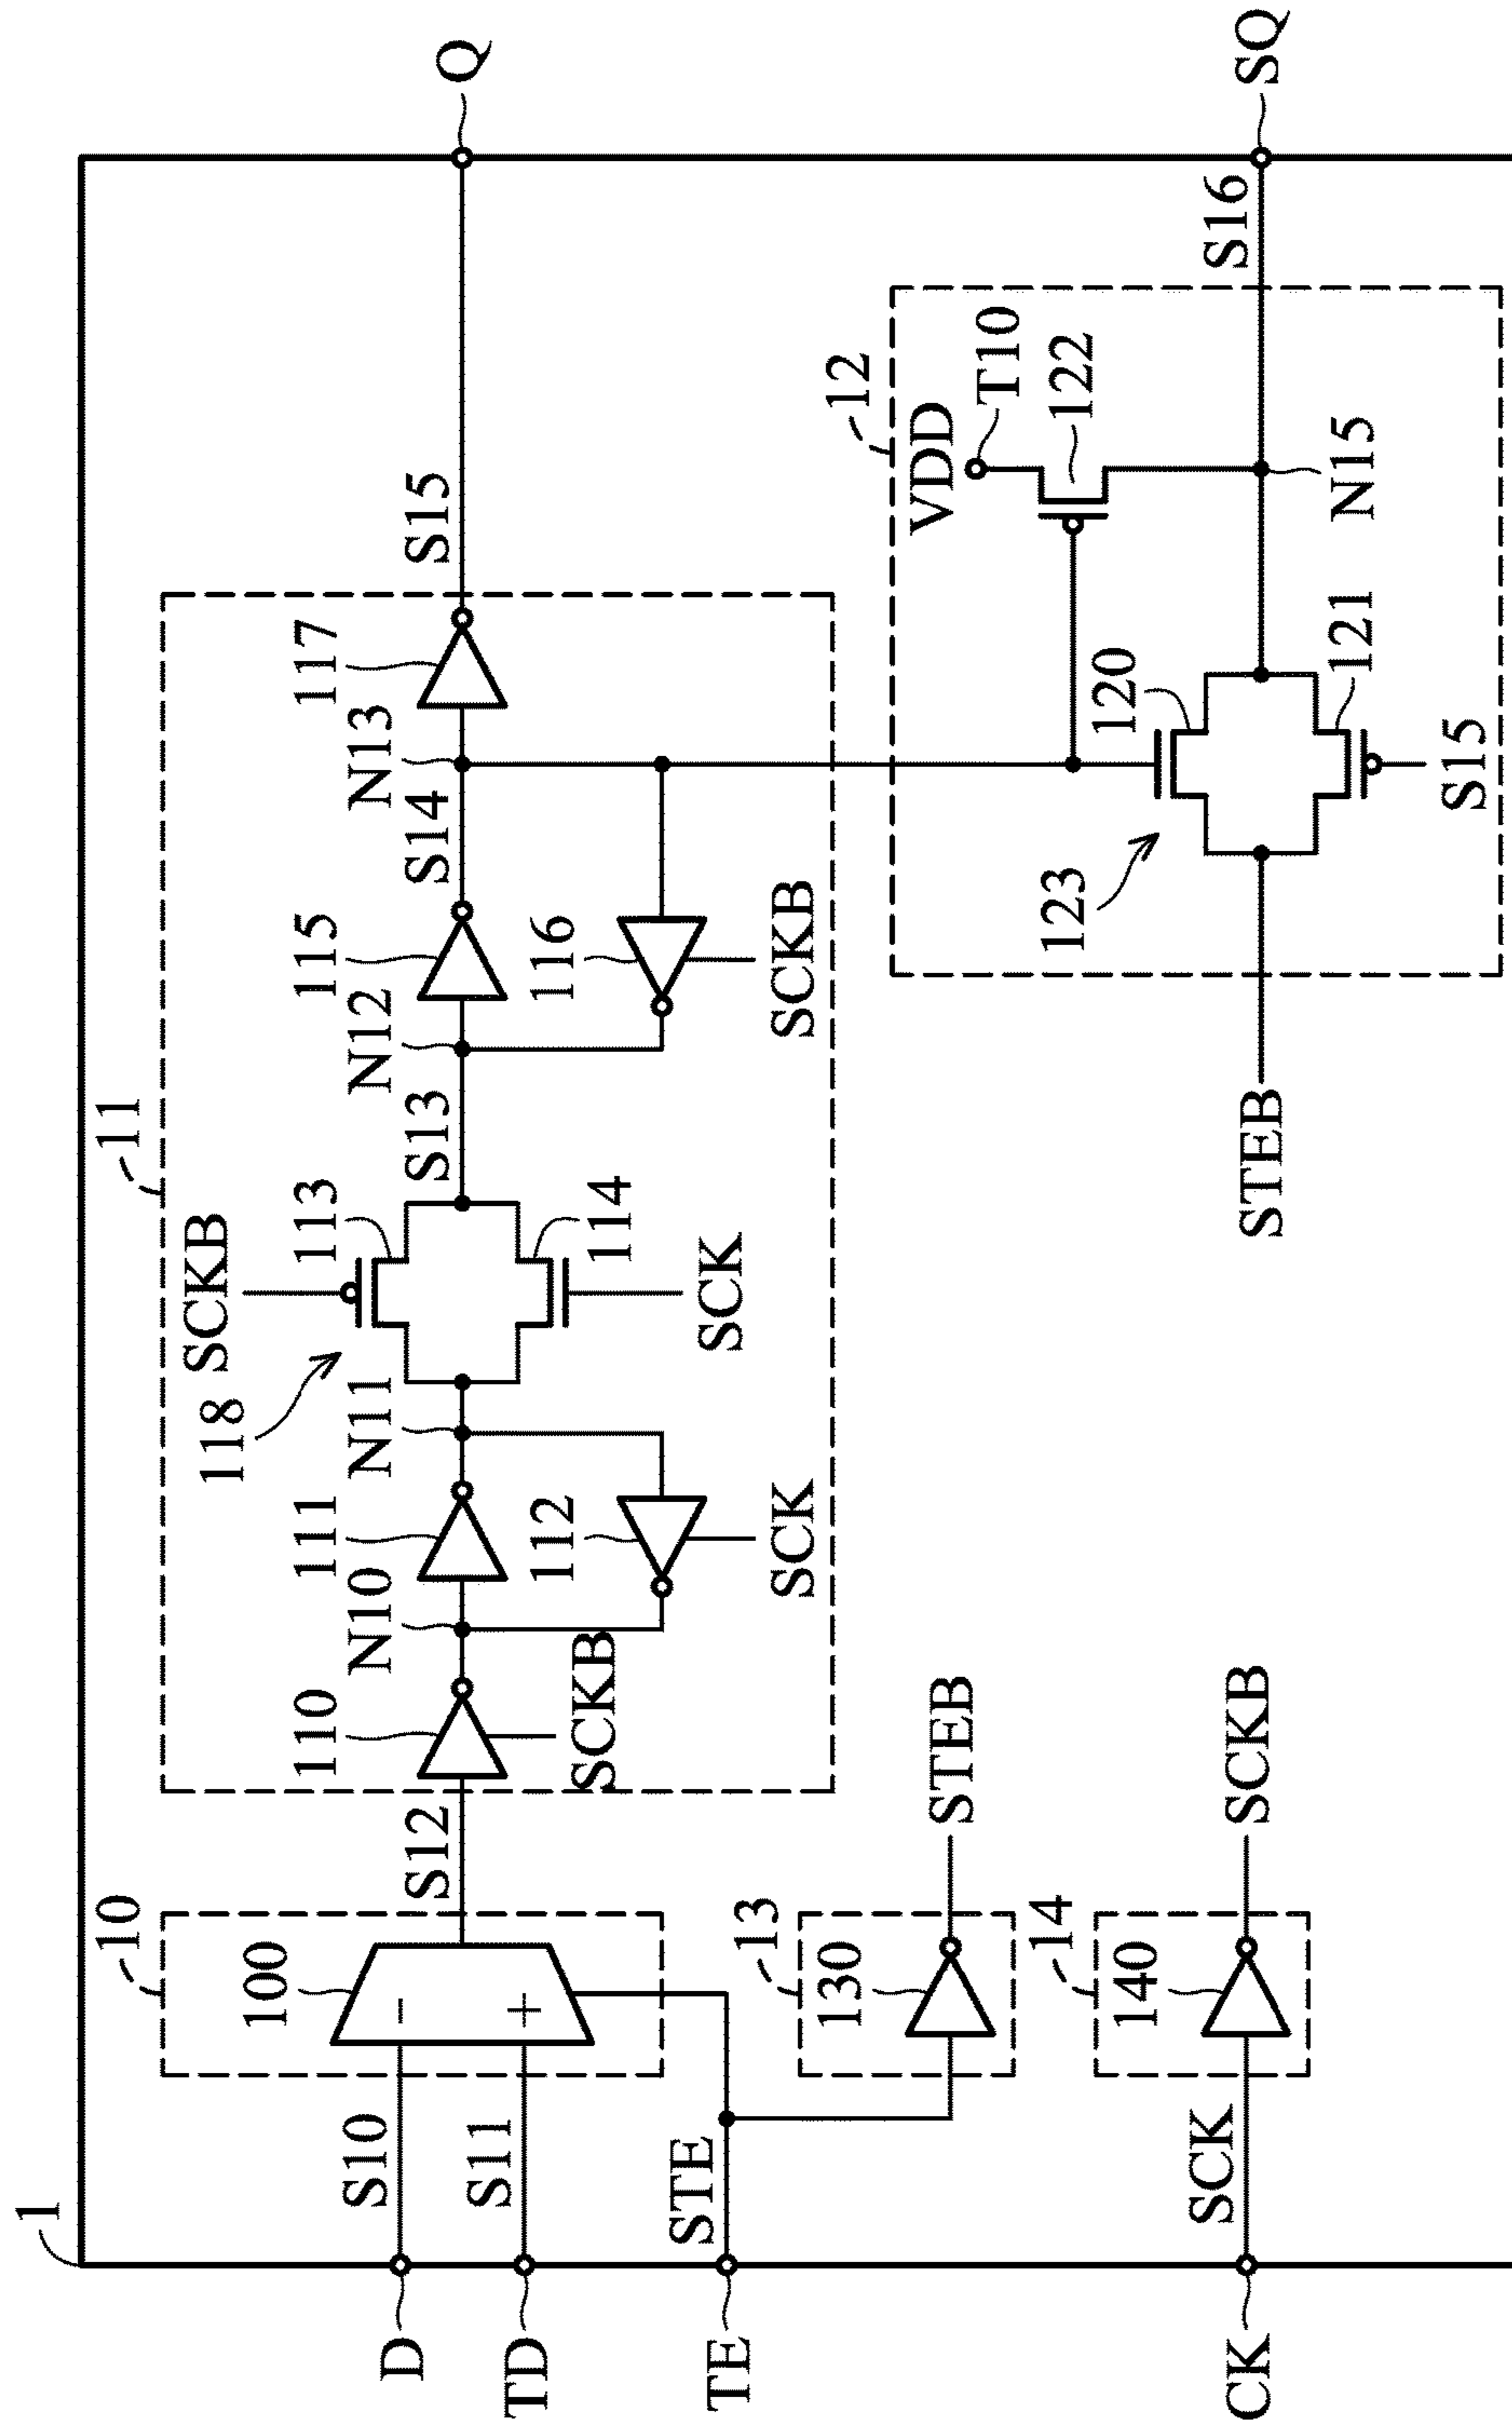 1
10
11
12
13
14
D
TD
TE
CK
S10
S11
STE
SCK
100
−
+
S12
110
SCKB
N10
111
112
SCK
N11
118
SCKB
113
114
SCK
S13
N12
115
116
SCKB
S14
N13
117
S15
Q
130
STEB
140
SCKB
STEB
123
120
121
S15
VDD
T10
122
N15
S16
SQ